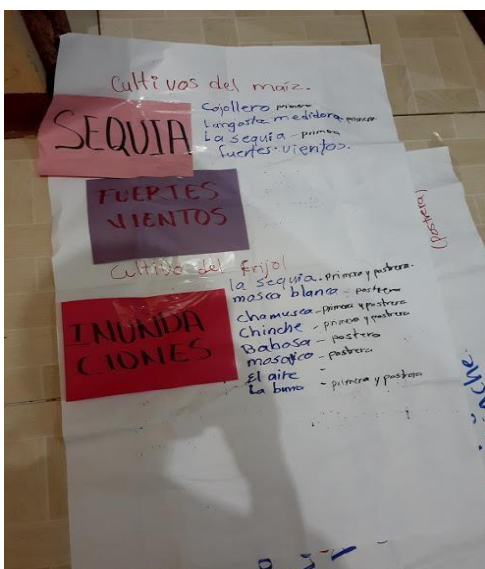 Cultivos del maiz.
SEQUIA
Cojollero primera
Langosta medidora - primera
La sequia - primera
fuertes vientos.
FUERTES
VIENTOS
(postrera)
Cultivo del frijol
la sequia. primera y postrera.
mosca blanca - postrera
chamusca - primera y postrera
Chinche - primera y postrera
Babosa - postrera
mosaico - postrera
El aire -
La bruma - primera y postrera
INUNDA
CIONES